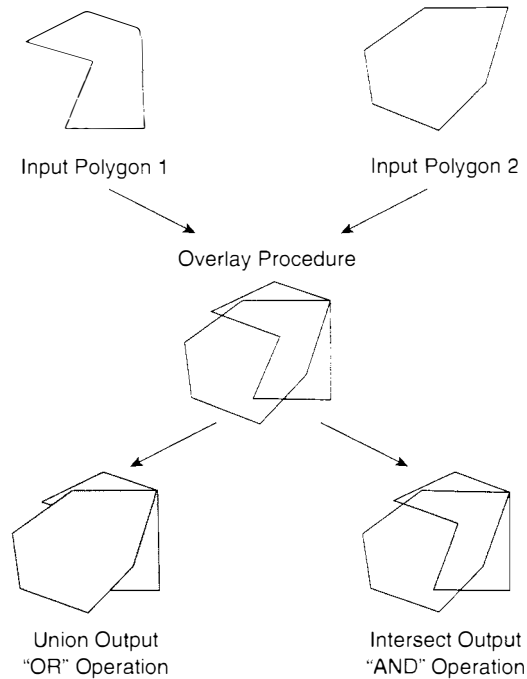 Input Polygon 1
Input Polygon 2
Overlay Procedure
Union Output
"OR" Operation
Intersect Output
"AND" Operation